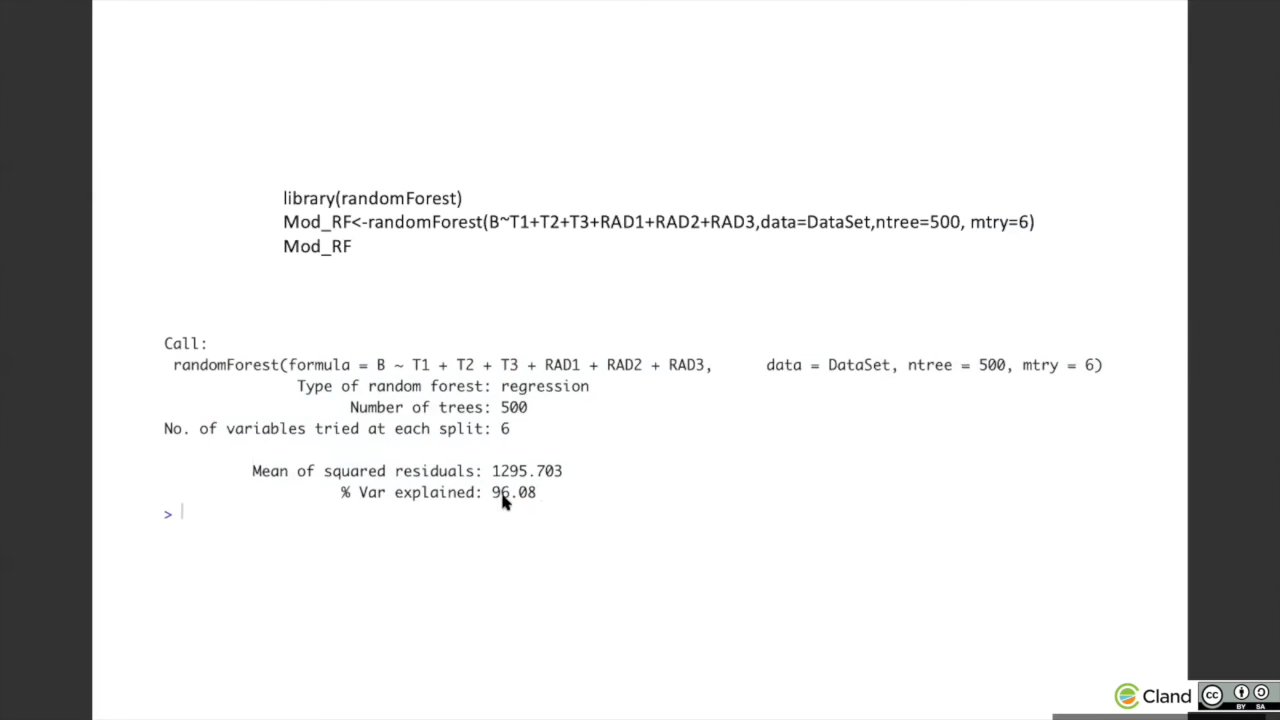 library(randomForest)
Mod_RF<-randomForest(B~T1+T2+T3+RAD1+RAD2+RAD3,data=DataSet,ntree=500, mtry=6)
Mod_RF
Call:
randomForest(formula = B ~ T1 + T2 + T3 + RAD1 + RAD2 + RAD3,      data = DataSet, ntree = 500, mtry = 6)
Type of random forest: regression
Number of trees: 500
No. of variables tried at each split: 6
Mean of squared residuals: 1295.703
% Var explained: 96.08
>
Cland
cc
BY SA